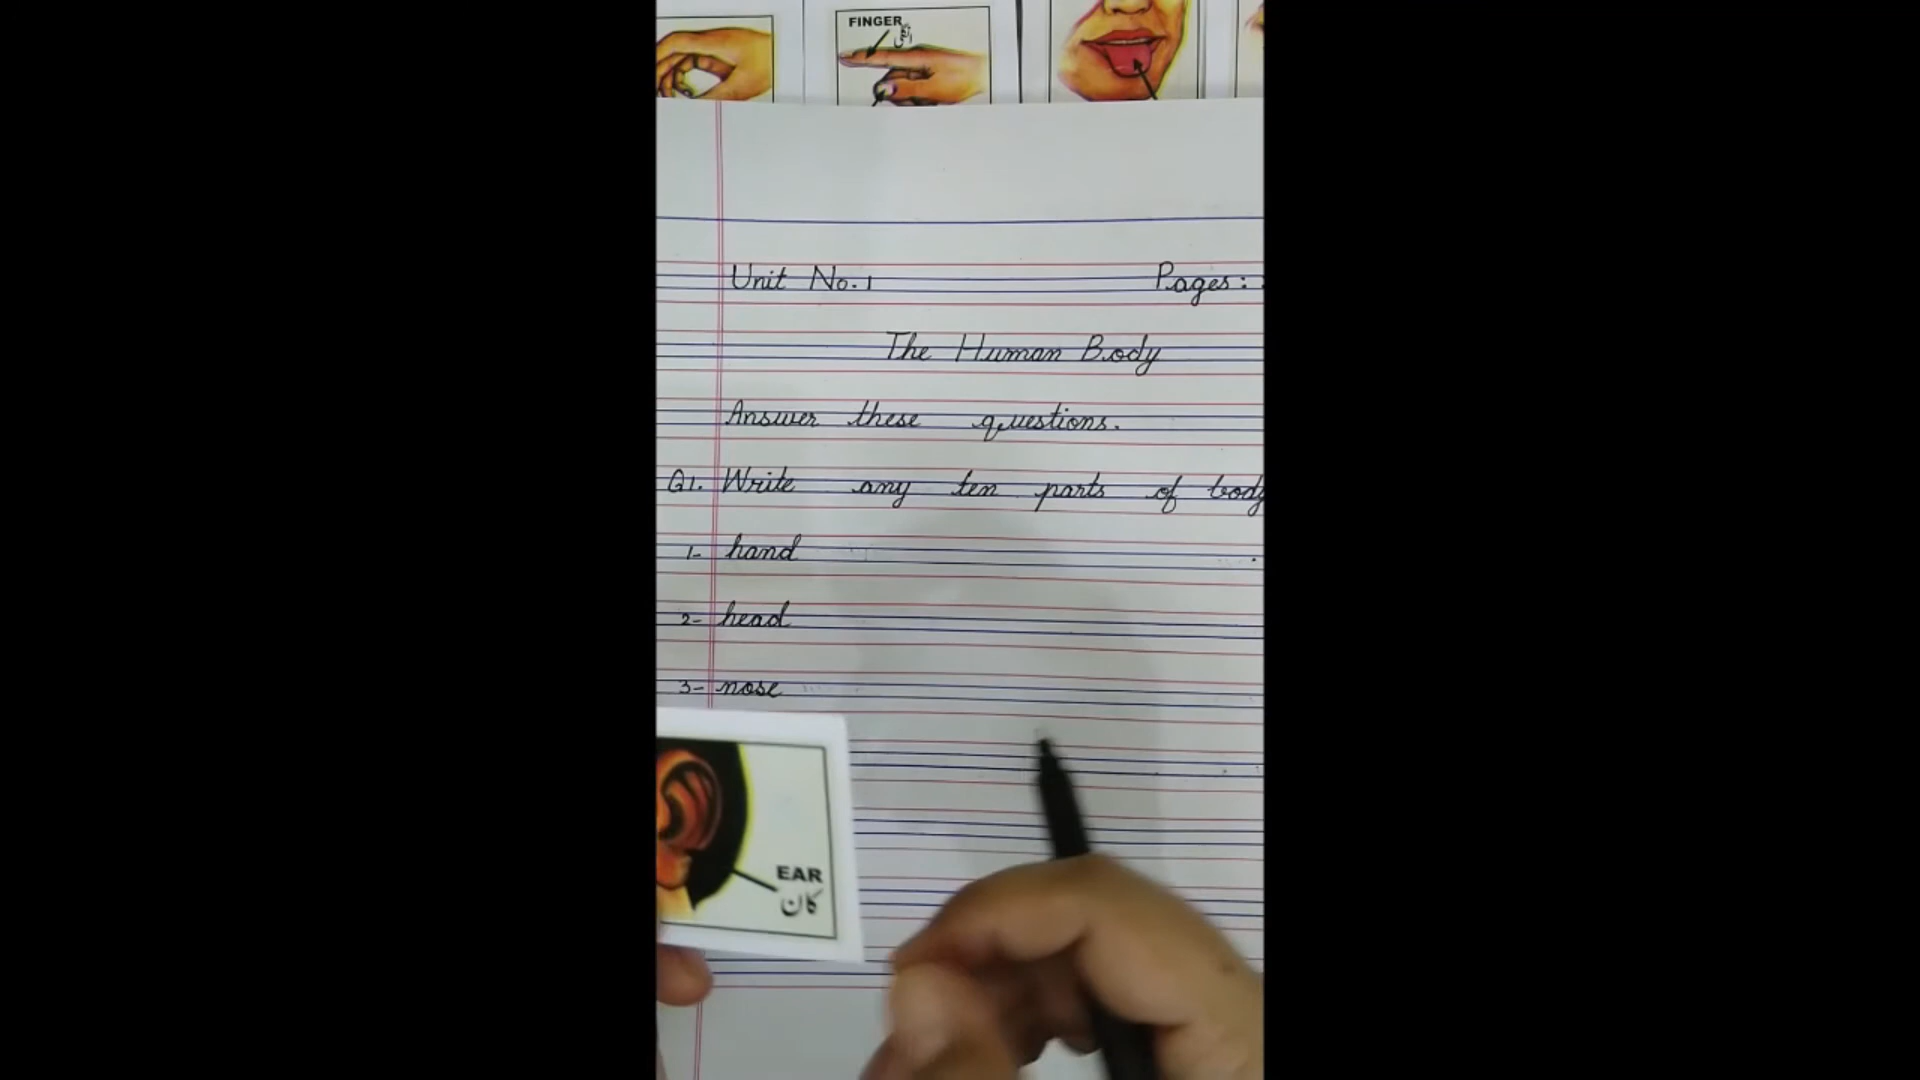 FINGER
انگلی
Unit No. 1 Pages:
The Human Body
Answer these questions.
Q1. Write any ten parts of body
1- hand
2- head
3- nose
EAR
کان